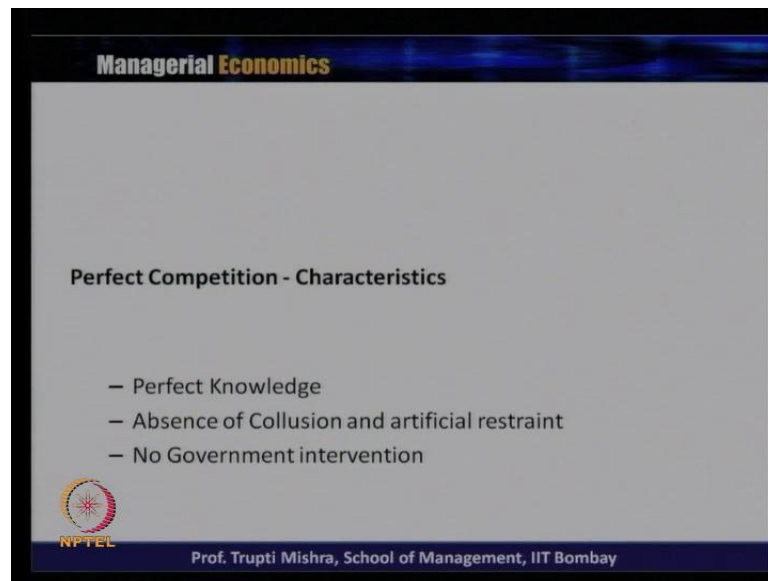 Managerial Economics
Perfect Competition - Characteristics
– Perfect Knowledge
– Absence of Collusion and artificial restraint
– No Government intervention
NPTEL
Prof. Trupti Mishra, School of Management, IIT Bombay